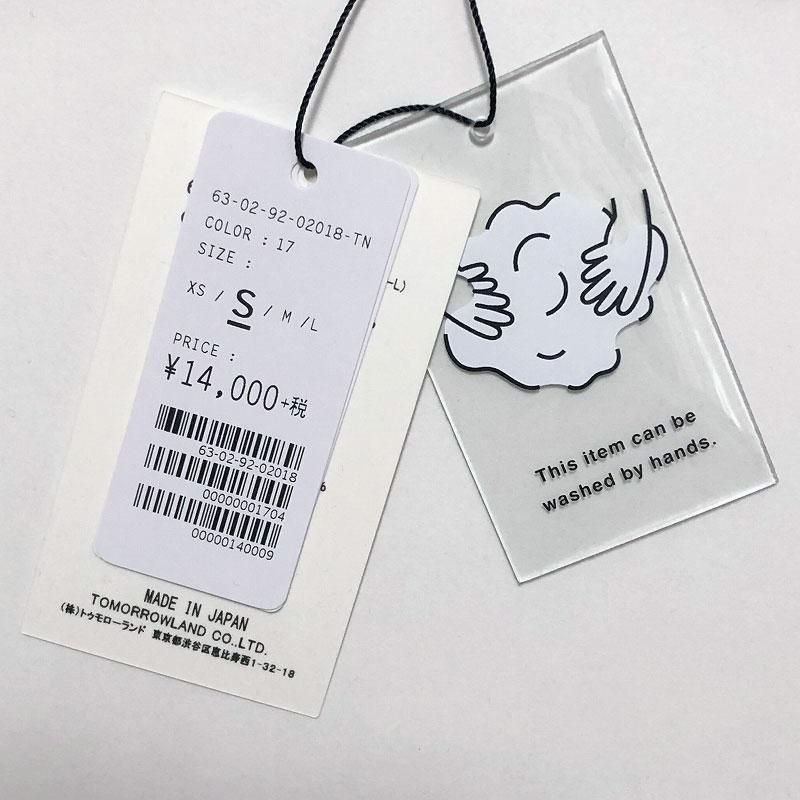 63-02-92-02018-TN
COLOR : 17
SIZE :
XS / S / M / L
PRICE :
¥14,000+税
63-02-92-02018
00000001704
00000140009
-L)
6
MADE IN JAPAN
TOMORROWLAND CO.,LTD.
(株)トゥモローランド 東京都渋谷区恵比寿西1-32-18
This item can be
washed by hands.